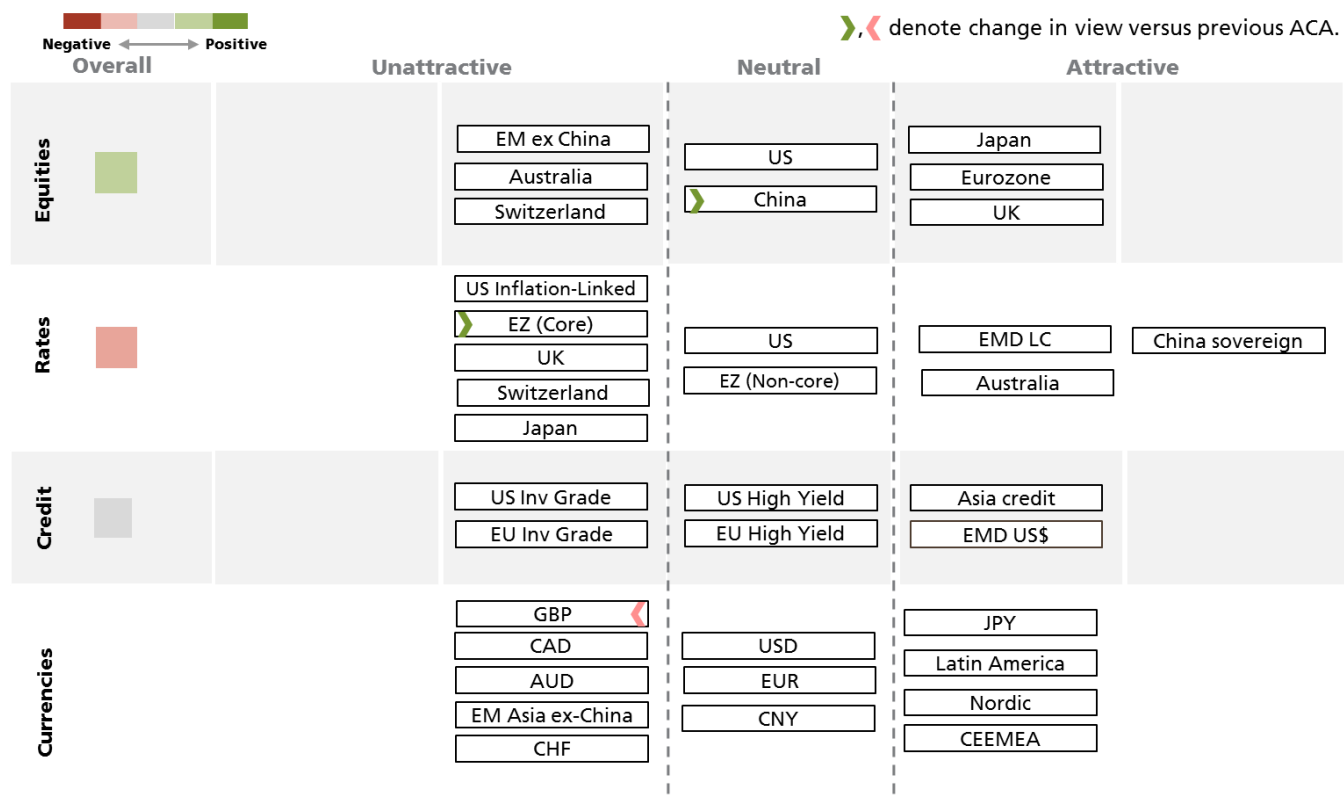 Negative Positive
❯,❮ denote change in view versus previous ACA.
Overall Unattractive Neutral Attractive
Equities
EM ex China
Australia
Switzerland
US
China
Japan
Eurozone
UK
Rates
US Inflation-Linked
EZ (Core)
UK
Switzerland
Japan
US
EZ (Non-core)
EMD LC
Australia
China sovereign
Credit
US Inv Grade
EU Inv Grade
US High Yield
EU High Yield
Asia credit
EMD US$
Currencies
GBP
CAD
AUD
EM Asia ex-China
CHF
USD
EUR
CNY
JPY
Latin America
Nordic
CEEMEA